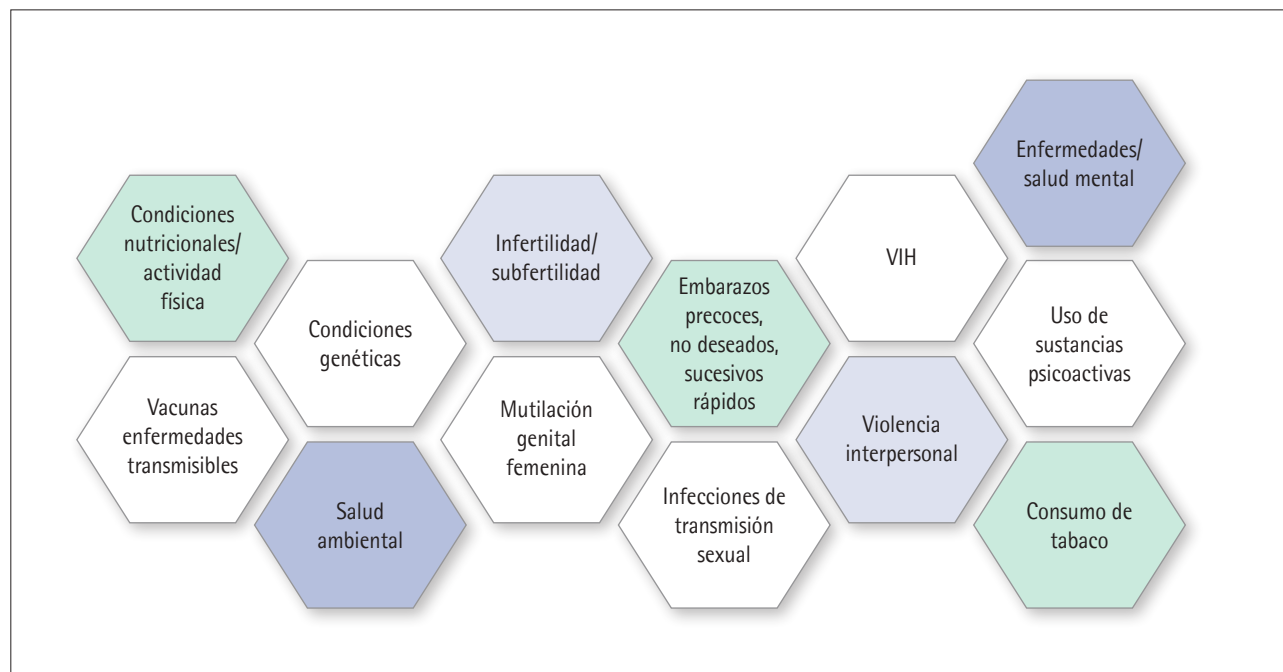 Condiciones
nutricionales/
actividad
física
Vacunas
enfermedades
transmisibles
Condiciones
genéticas
Salud
ambiental
Infertilidad/
subfertilidad
Mutilación
genital
femenina
Embarazos
precoces,
no deseados,
sucesivos
rápidos
Infecciones de
transmisión
sexual
VIH
Violencia
interpersonal
Enfermedades/
salud mental
Uso de
sustancias
psicoactivas
Consumo de
tabaco